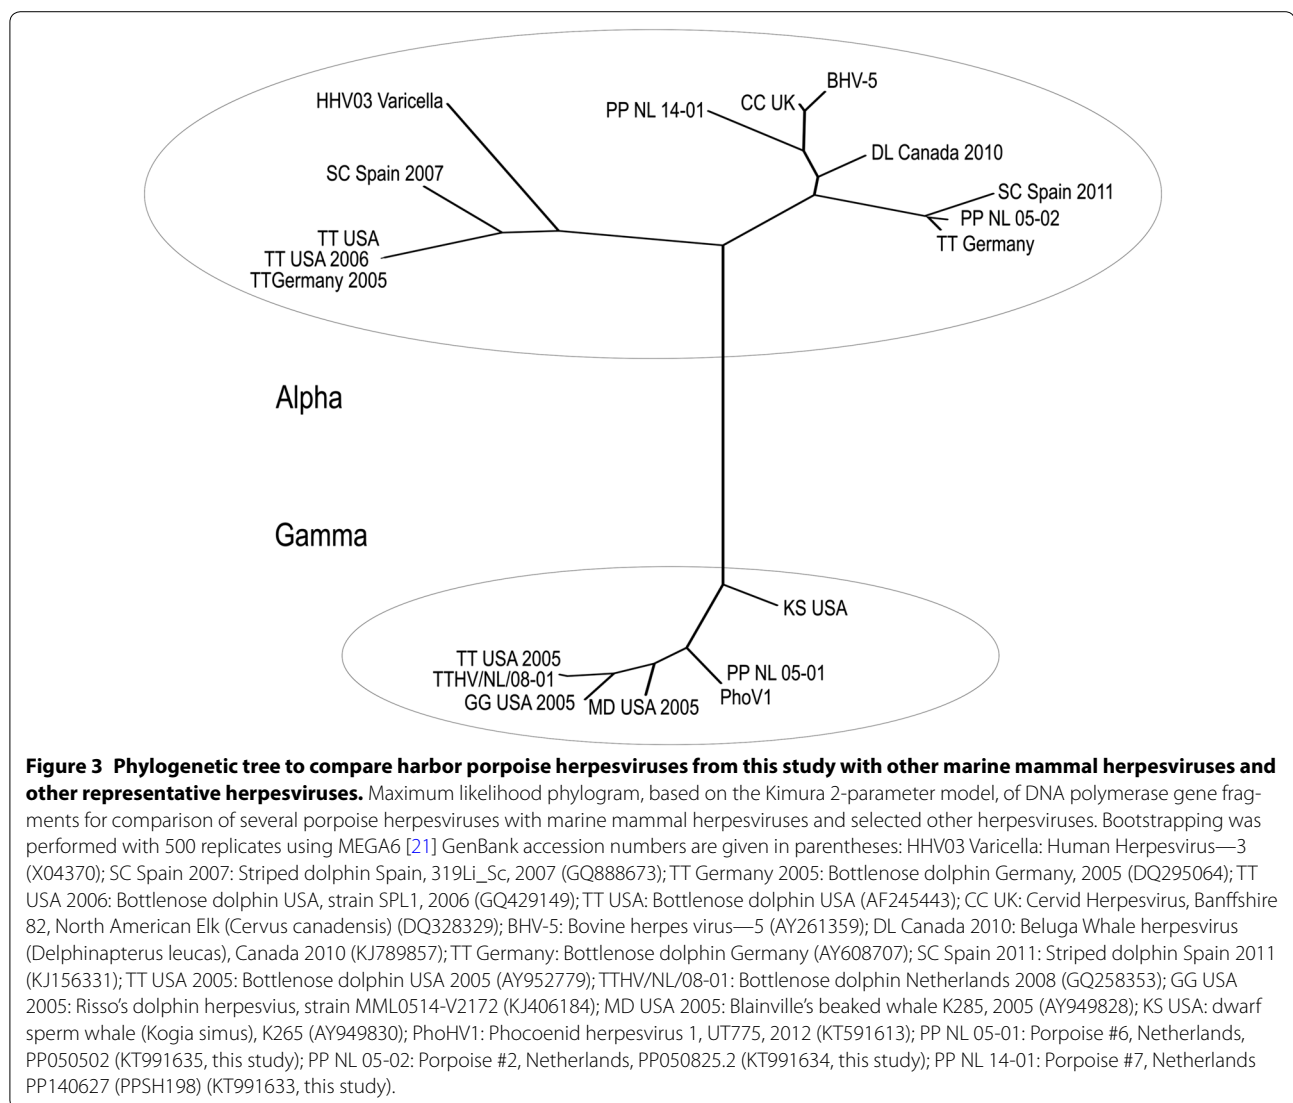 HHV03 Varicella
SC Spain 2007
TT USA
TT USA 2006
TTGermany 2005
PP NL 14-01
CC UK
BHV-5
DL Canada 2010
SC Spain 2011
PP NL 05-02
TT Germany
Alpha
Gamma
KS USA
TT USA 2005
TTHV/NL/08-01
GG USA 2005
MD USA 2005
PP NL 05-01
PhoV1
Figure 3 Phylogenetic tree to compare harbor porpoise herpesviruses from this study with other marine mammal herpesviruses and
other representative herpesviruses. Maximum likelihood phylogram, based on the Kimura 2-parameter model, of DNA polymerase gene frag-
ments for comparison of several porpoise herpesviruses with marine mammal herpesviruses and selected other herpesviruses. Bootstrapping was
performed with 500 replicates using MEGA6 [21] GenBank accession numbers are given in parentheses: HHV03 Varicella: Human Herpesvirus—3
(X04370); SC Spain 2007: Striped dolphin Spain, 319Li_Sc, 2007 (GQ888673); TT Germany 2005: Bottlenose dolphin Germany, 2005 (DQ295064); TT
USA 2006: Bottlenose dolphin USA, strain SPL1, 2006 (GQ429149); TT USA: Bottlenose dolphin USA (AF245443); CC UK: Cervid Herpesvirus, Banffshire
82, North American Elk (Cervus canadensis) (DQ328329); BHV-5: Bovine herpes virus—5 (AY261359); DL Canada 2010: Beluga Whale herpesvirus
(Delphinapterus leucas), Canada 2010 (KJ789857); TT Germany: Bottlenose dolphin Germany (AY608707); SC Spain 2011: Striped dolphin Spain 2011
(KJ156331); TT USA 2005: Bottlenose dolphin USA 2005 (AY952779); TTHV/NL/08-01: Bottlenose dolphin Netherlands 2008 (GQ258353); GG USA
2005: Risso's dolphin herpesvius, strain MML0514-V2172 (KJ406184); MD USA 2005: Blainville's beaked whale K285, 2005 (AY949828); KS USA: dwarf
sperm whale (Kogia simus), K265 (AY949830); PhoHV1: Phocoenid herpesvirus 1, UT775, 2012 (KT591613); PP NL 05-01: Porpoise #6, Netherlands,
PP050502 (KT991635, this study); PP NL 05-02: Porpoise #2, Netherlands, PP050825.2 (KT991634, this study); PP NL 14-01: Porpoise #7, Netherlands
PP140627 (PPSH198) (KT991633, this study).